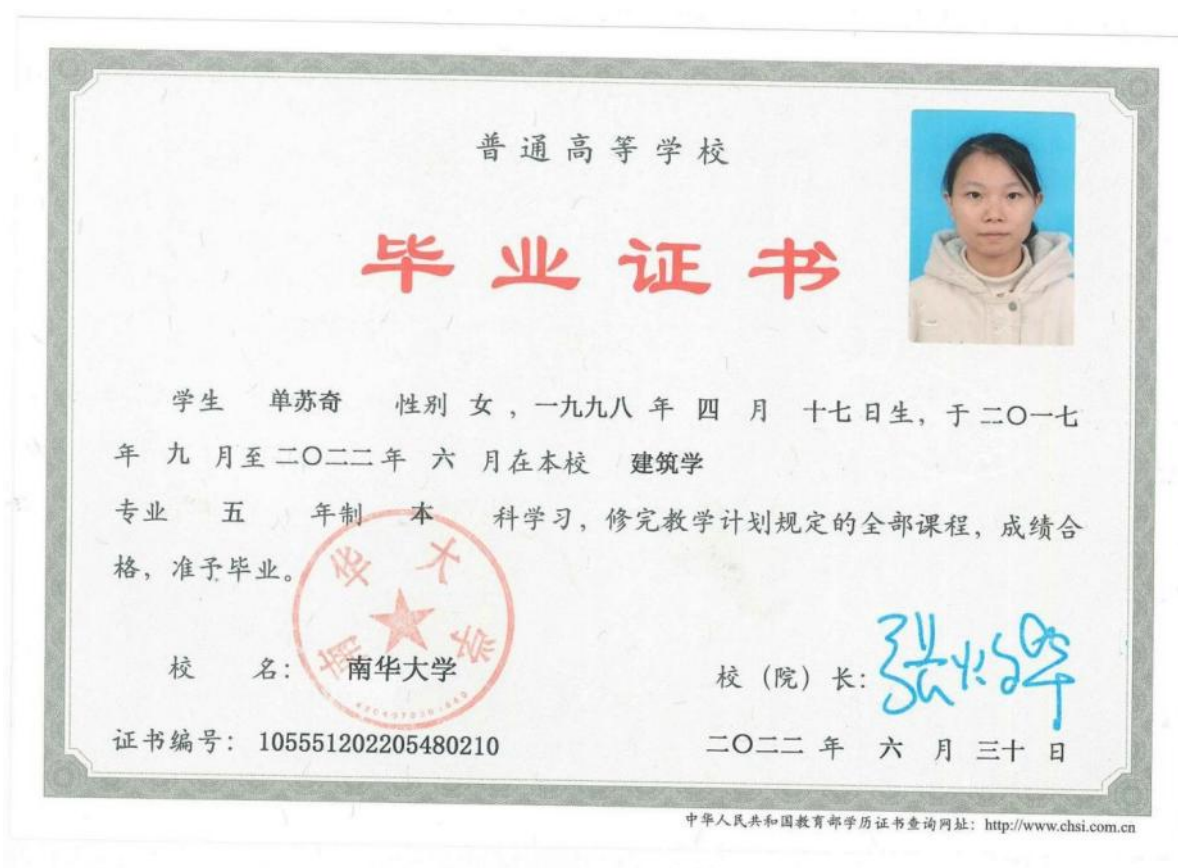 普通高等学校
毕业证书
学生 单苏奇 性别 女 ，一九九八 年 四 月 十七日生，于 二〇一七
年 九 月至 二〇二二年 六 月在本校 建筑学
专业 五 年制 本 科学习，修完教学计划规定的全部课程，成绩合
格，准予毕业。
南华大学
校 名： 南华大学
校（院）长：
证书编号： 105551202205480210
二〇二二 年 六 月 三十 日
中华人民共和国教育部学历证书查询网址：http://www.chsi.com.cn